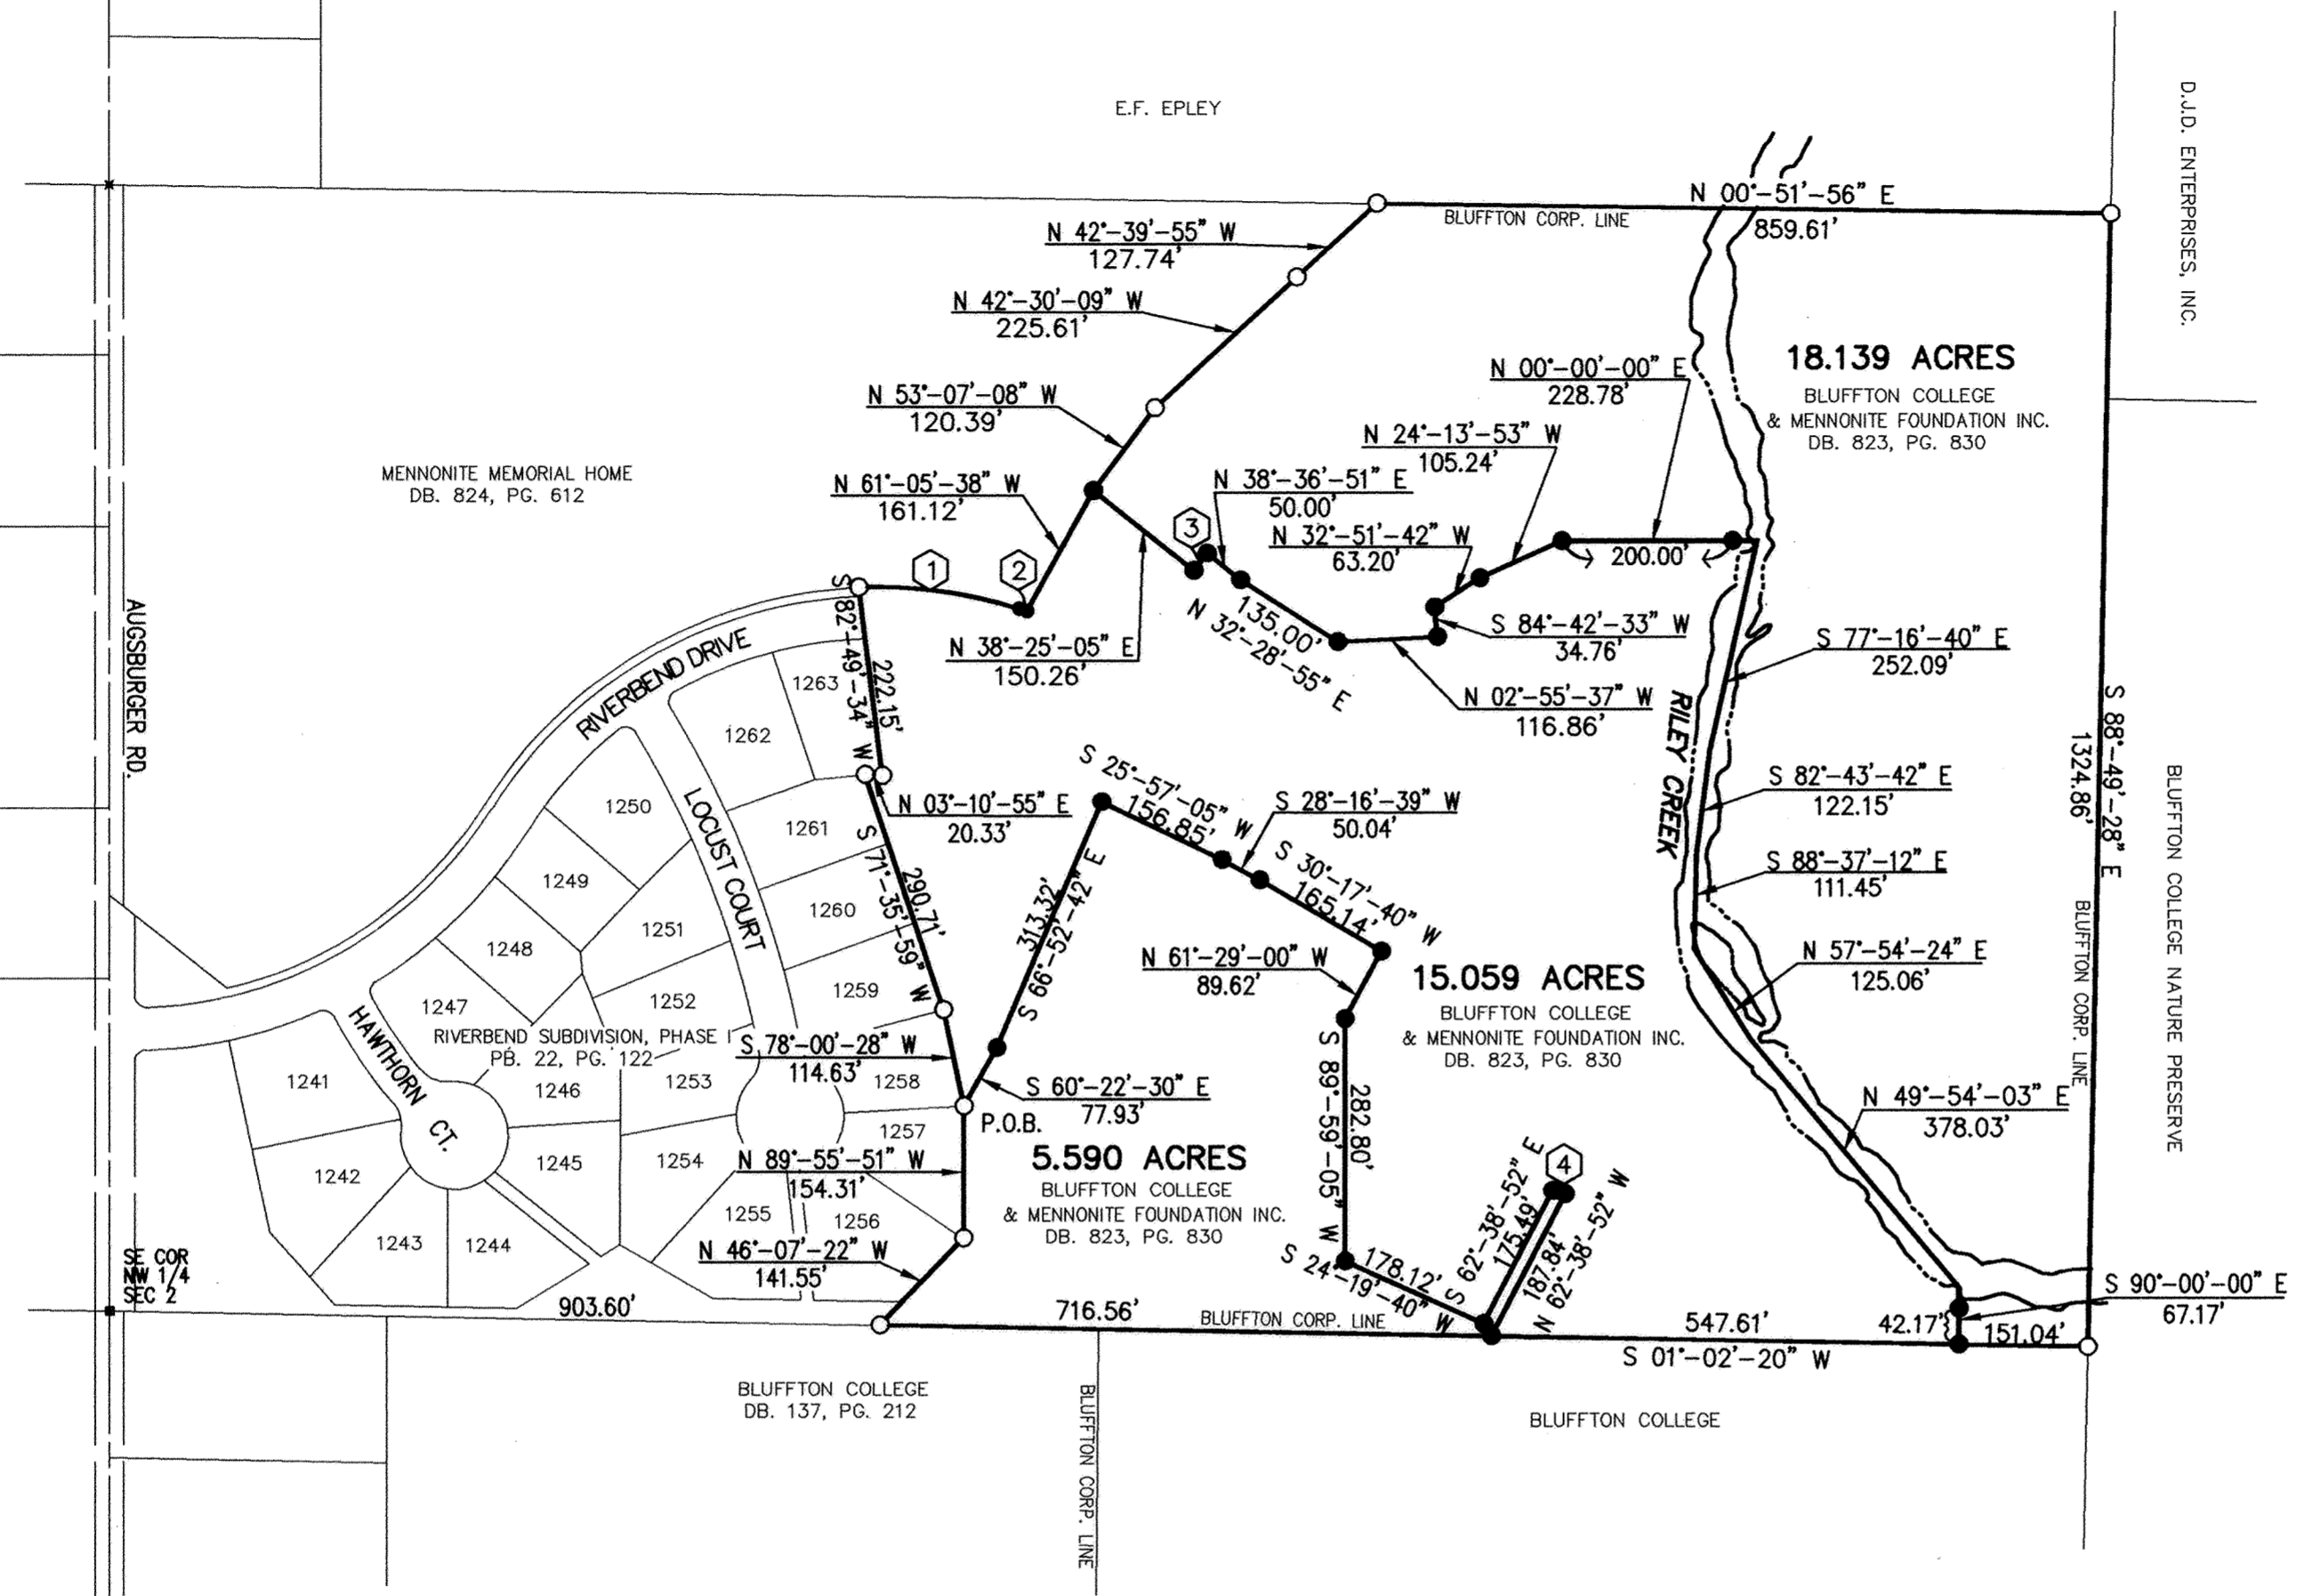 E.F. EPLEY
D.J.D. ENTERPRISES, INC.
N 00°-51'-56" E
859.61'
BLUFFTON CORP. LINE
N 42°-39'-55" W
127.74'
N 42°-30'-09" W
225.61'
N 53°-07'-08" W
120.39'
N 61°-05'-38" W
161.12'
18.139 ACRES
BLUFFTON COLLEGE
& MENNONITE FOUNDATION INC.
DB. 823, PG. 830
N 00°-00'-00" E
228.78'
N 24°-13'-53" W
105.24'
N 38°-36'-51" E
50.00'
N 32°-51'-42" W
63.20'
200.00'
MENNONITE MEMORIAL HOME
DB. 824, PG. 612
1
2
3
N 38°-25'-05" E
150.26'
135.00'
N 32°-28'-55" E
S 84°-42'-33" W
34.76'
N 02°-55'-37" W
116.86'
S 77°-16'-40" E
252.09'
RILEY CREEK
S 82°-43'-42" E
122.15'
S 88°-37'-12" E
111.45'
N 57°-54'-24" E
125.06'
N 49°-54'-03" E
378.03'
S 88°-49'-28" E
1324.86'
BLUFFTON CORP. LINE
BLUFFTON COLLEGE NATURE PRESERVE
AUGSBURGER RD.
RIVERBEND DRIVE
S 82°-49'-34" W
222.15'
1263
1262
1250
LOCUST COURT
1261
N 03°-10'-55" E
20.33'
S 71°-35'-59" W
290.71'
1249
1260
1248
1251
1259
1247
1252
HAWTHORN CT.
RIVERBEND SUBDIVISION, PHASE I
PB. 22, PG. 122
S 78°-00'-28" W
114.63'
1241
1246
1253
1258
1257
1242
1245
1254
1243
1244
1255
1256
S 25°-57'-05" W
156.85'
S 28°-16'-39" W
50.04'
S 30°-17'-40" W
165.14'
313.32'
S 66°-52'-42" E
N 61°-29'-00" W
89.62'
15.059 ACRES
BLUFFTON COLLEGE
& MENNONITE FOUNDATION INC.
DB. 823, PG. 830
S 60°-22'-30" E
77.93'
P.O.B.
N 89°-55'-51" W
154.31'
5.590 ACRES
BLUFFTON COLLEGE
& MENNONITE FOUNDATION INC.
DB. 823, PG. 830
S 89°-59'-05" W
282.80'
4
S 62°-38'-52" E
175.49'
187.84'
N 62°-38'-52" W
178.12'
S 24°-19'-40" W
N 46°-07'-22" W
141.55'
SE COR
NW 1/4
SEC 2
903.60'
716.56'
BLUFFTON CORP. LINE
547.61'
S 01°-02'-20" W
42.17'
151.04'
S 90°-00'-00" E
67.17'
BLUFFTON COLLEGE
DB. 137, PG. 212
BLUFFTON CORP. LINE
BLUFFTON COLLEGE